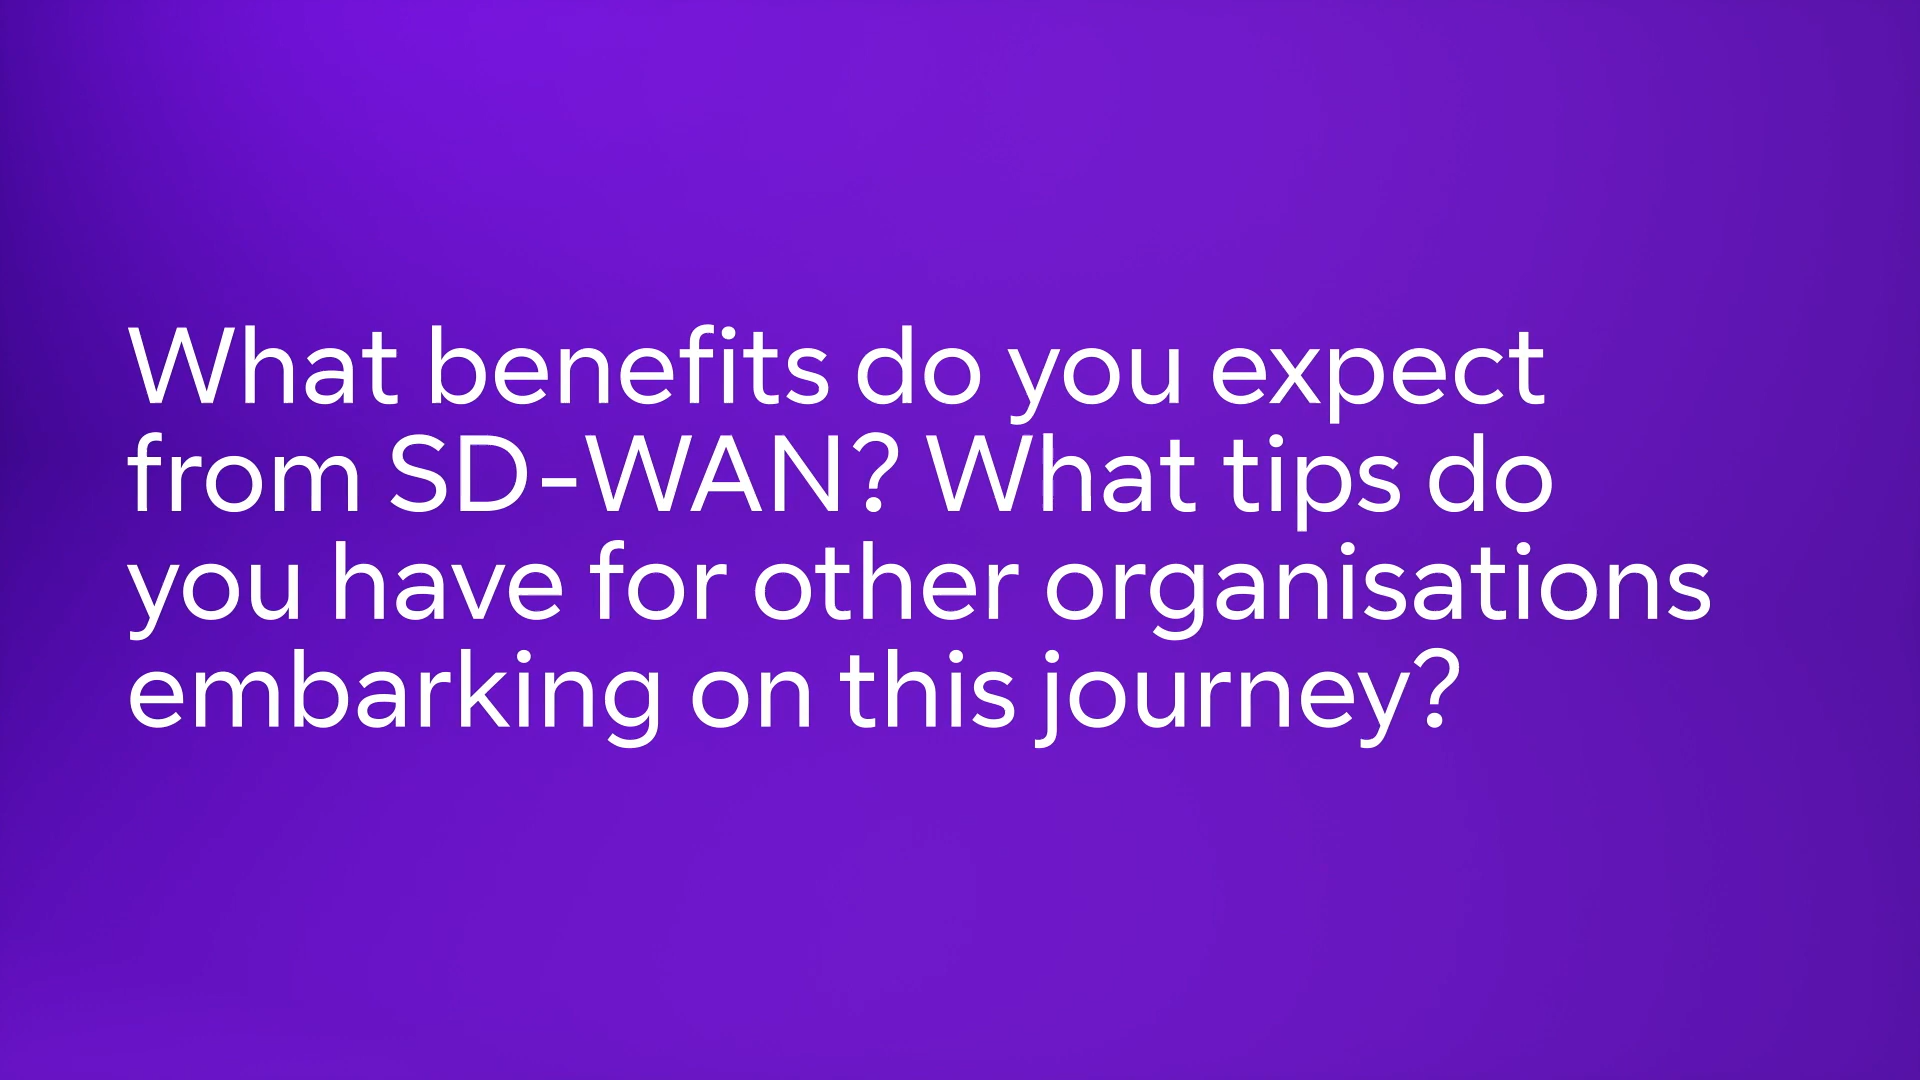 What benefits do you expect
from SD-WAN? What tips do
you have for other organisations
embarking on this journey?